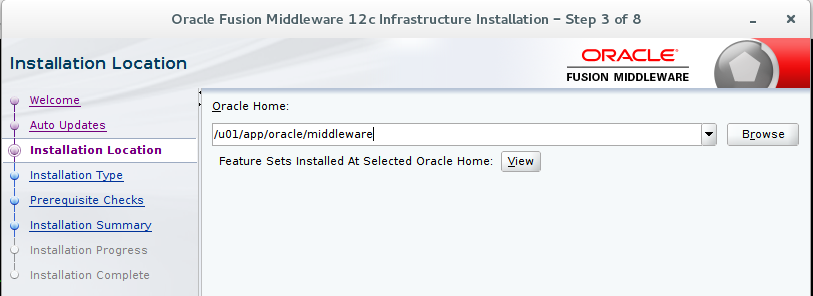 Oracle Fusion Middleware 12c Infrastructure Installation – Step 3 of 8
Installation Location
ORACLE
FUSION MIDDLEWARE
Welcome
Auto Updates
Installation Location
Installation Type
Prerequisite Checks
Installation Summary
Installation Progress
Installation Complete
Oracle Home:
/u01/app/oracle/middleware
Browse
Feature Sets Installed At Selected Oracle Home:
View